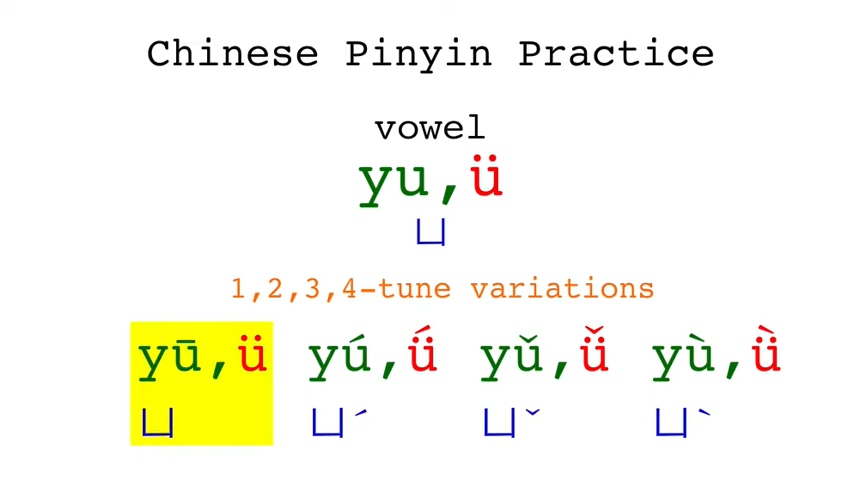 Chinese Pinyin Practice
vowel
yu,ü
ㄩ
1,2,3,4-tune variations
yū,ü yú,ǘ yǔ,ǚ yù,ǜ
ㄩ ㄩˊ ㄩˇ ㄩˋ